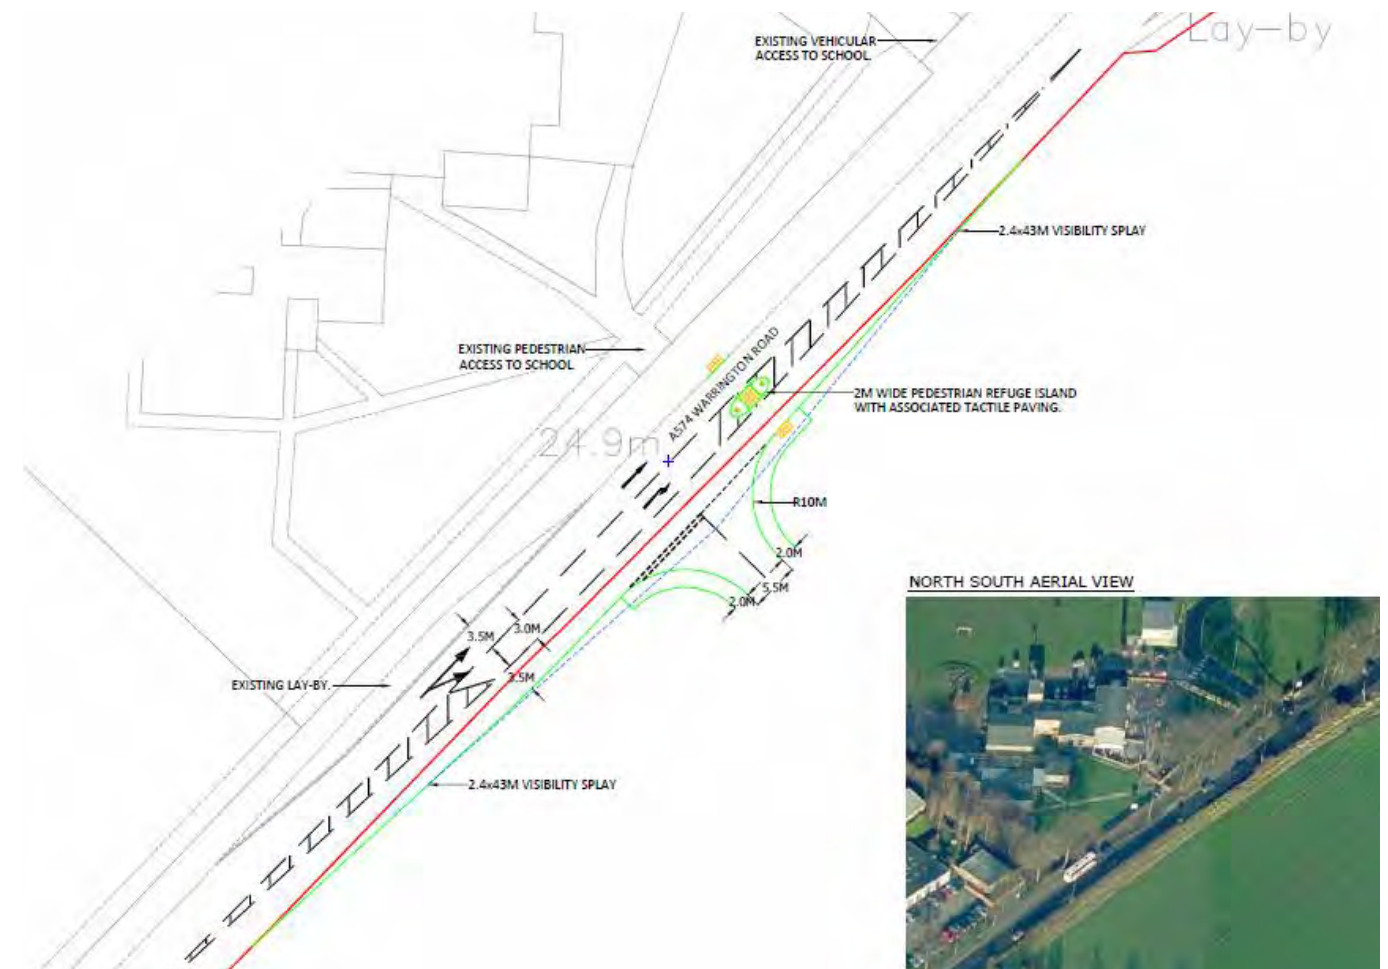 Lay-by
EXISTING VEHICULAR
ACCESS TO SCHOOL.
2.4x43M VISIBILITY SPLAY
EXISTING PEDESTRIAN
ACCESS TO SCHOOL
A574 WARRINGTON ROAD
2M WIDE PEDESTRIAN REFUGE ISLAND
WITH ASSOCIATED TACTILE PAVING.
24.9m
R10M
2.0M
5.5M
2.0M
3.5M
3.0M
3.5M
EXISTING LAY-BY.
2.4x43M VISIBILITY SPLAY
NORTH SOUTH AERIAL VIEW